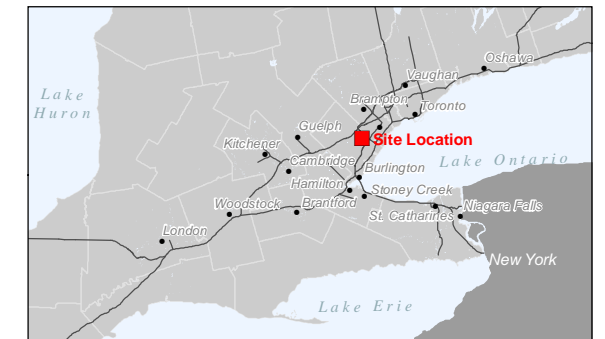 Oshawa
Vaughan
Lake
Huron
Brampton
Toronto
Guelph
Site Location
Kitchener
Lake Ontario
Cambridge
Burlington
Hamilton
Stoney Creek
Woodstock
Brantford
Niagara Falls
St. Catharines
London
New York
Lake Erie